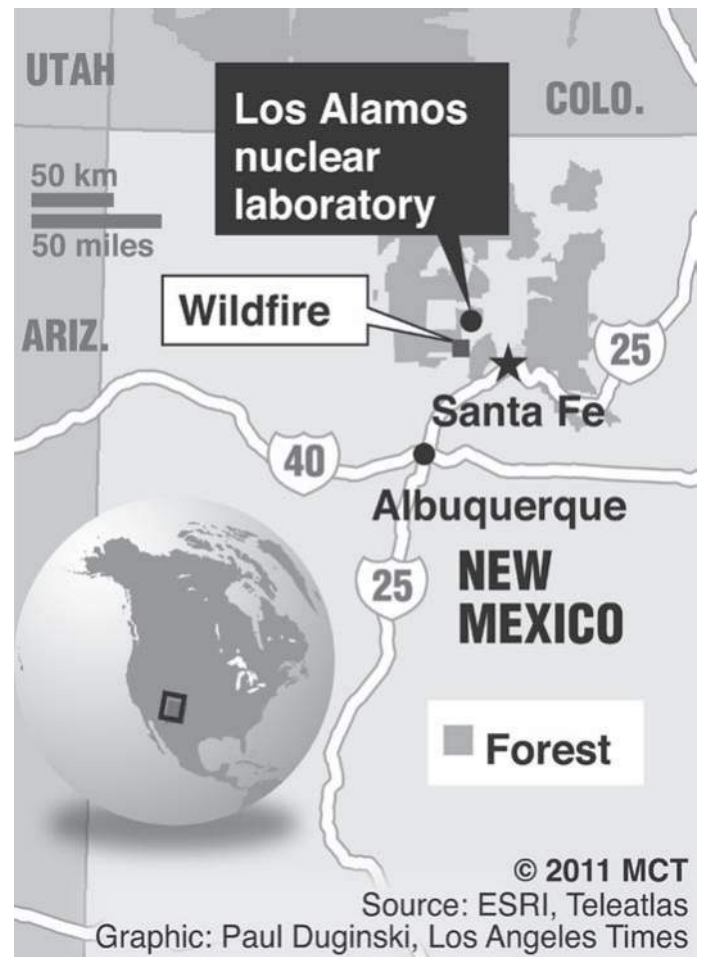 UTAH
COLO.
Los Alamos
nuclear
laboratory
50 km
50 miles
Wildfire
ARIZ.
25
Santa Fe
40
Albuquerque
25
NEW
MEXICO
Forest
© 2011 MCT
Source: ESRI, Teleatlas
Graphic: Paul Duginski, Los Angeles Times